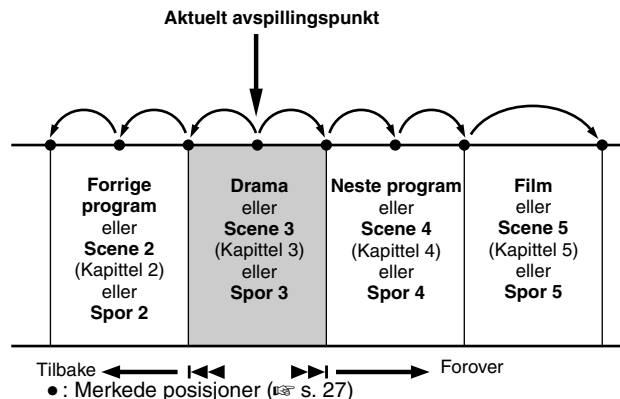 Aktuelt avspillingspunkt
Forrige
program
eller
Scene 2
(Kapittel 2)
eller
Spor 2
Drama
eller
Scene 3
(Kapittel 3)
eller
Spor 3
Neste program
eller
Scene 4
(Kapittel 4)
eller
Spor 4
Film
eller
Scene 5
(Kapittel 5)
eller
Spor 5
Tilbake
Forover
● : Merkede posisjoner (☞ s. 27)